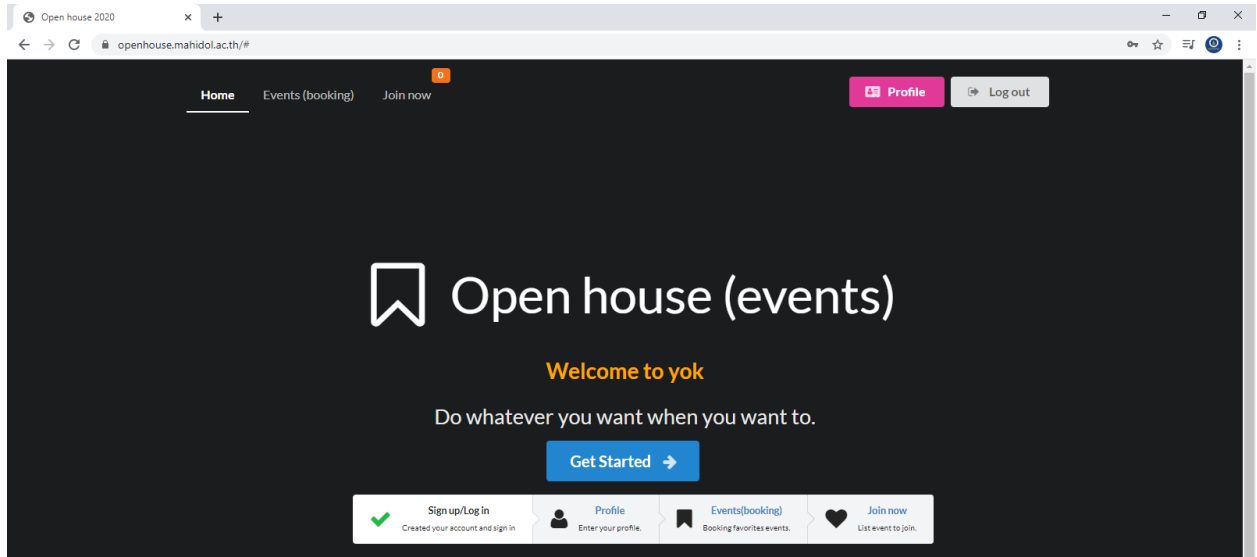 Open house 2020
openhouse.mahidol.ac.th/#
0
Home Events (booking) Join now Profile Log out
Open house (events)
Welcome to yok
Do whatever you want when you want to.
Get Started
Sign up/Log in Profile Events(booking) Join now
Created your account and sign in Enter your profile. Booking favorites events. List event to join.